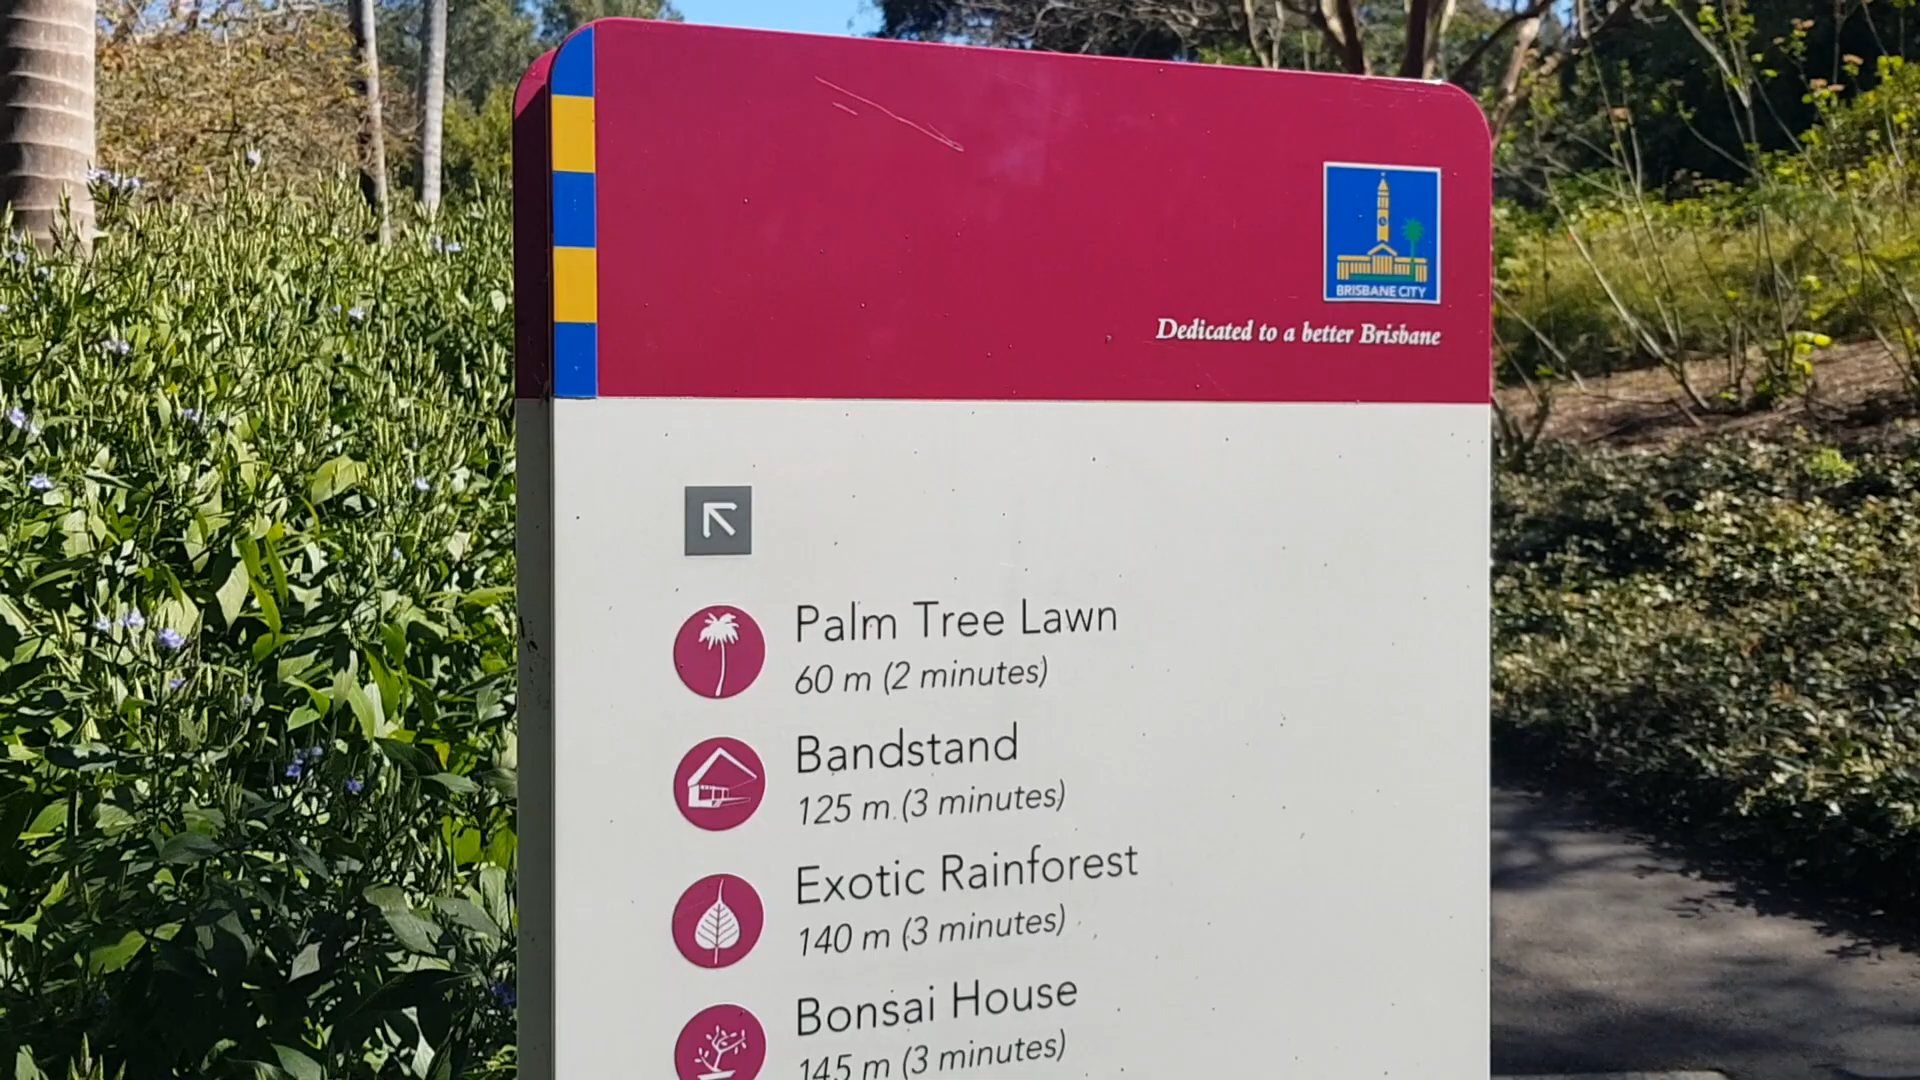 BRISBANE CITY
Dedicated to a better Brisbane
Palm Tree Lawn
60 m (2 minutes)
Bandstand
125 m (3 minutes)
Exotic Rainforest
140 m (3 minutes)
Bonsai House
145 m (3 minutes)